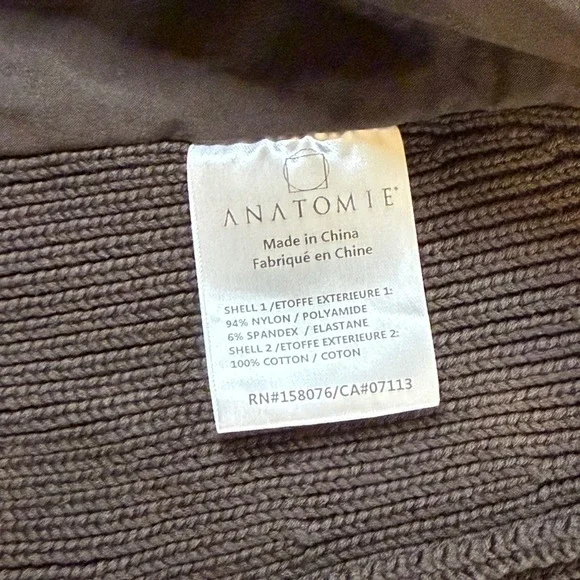 ANATOMIE®
Made in China
Fabriqué en Chine
SHELL 1 /ETOFFE EXTERIEURE 1:
94% NYLON / POLYAMIDE
6% SPANDEX / ELASTANE
SHELL 2 /ETOFFE EXTERIEURE 2:
100% COTTON / COTON
RN#158076/CA#07113